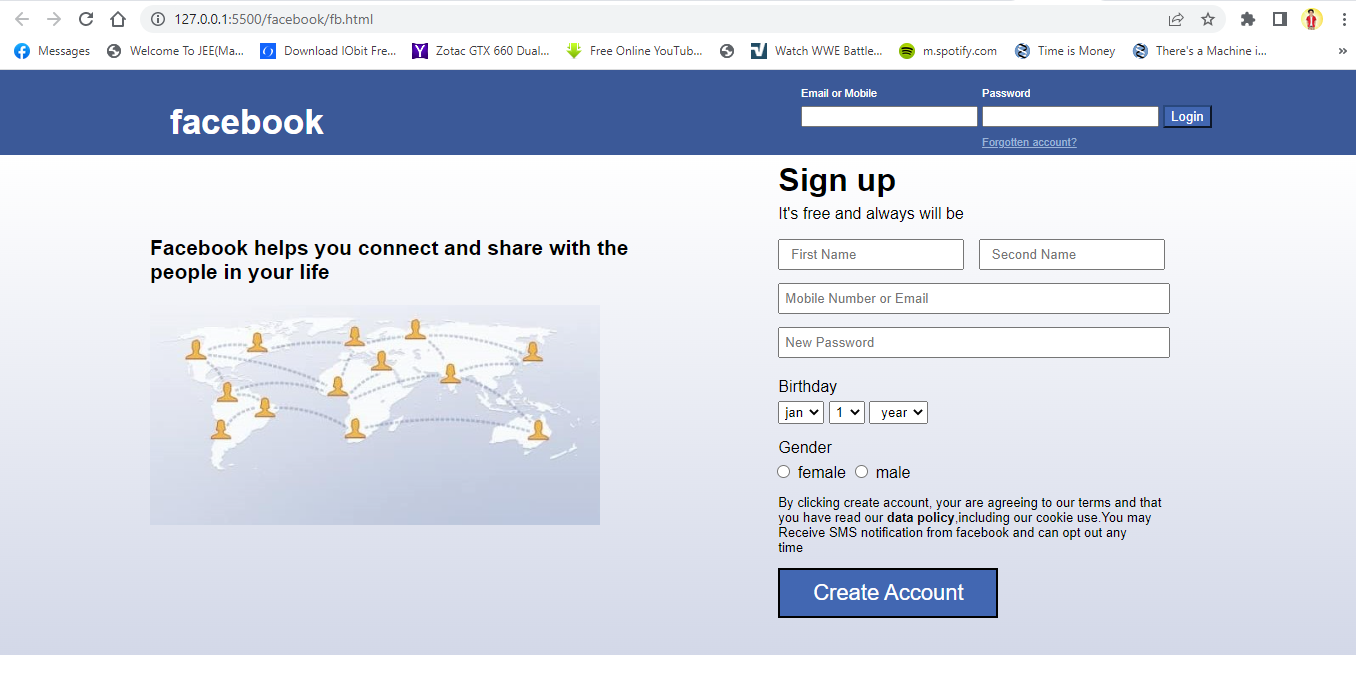 127.0.0.1:5500/facebook/fb.html
Messages Welcome To JEE(Ma... Download IObit Fre... Zotac GTX 660 Dual... Free Online YouTub... Watch WWE Battle... m.spotify.com Time is Money There's a Machine i... »
facebook
Email or Mobile Password
Login
Forgotten account?
Facebook helps you connect and share with the
people in your life
Sign up
It's free and always will be
First Name Second Name
Mobile Number or Email
New Password
Birthday
jan 1 year
Gender
female male
By clicking create account, your are agreeing to our terms and that
you have read our data policy,including our cookie use.You may
Receive SMS notification from facebook and can opt out any
time
Create Account